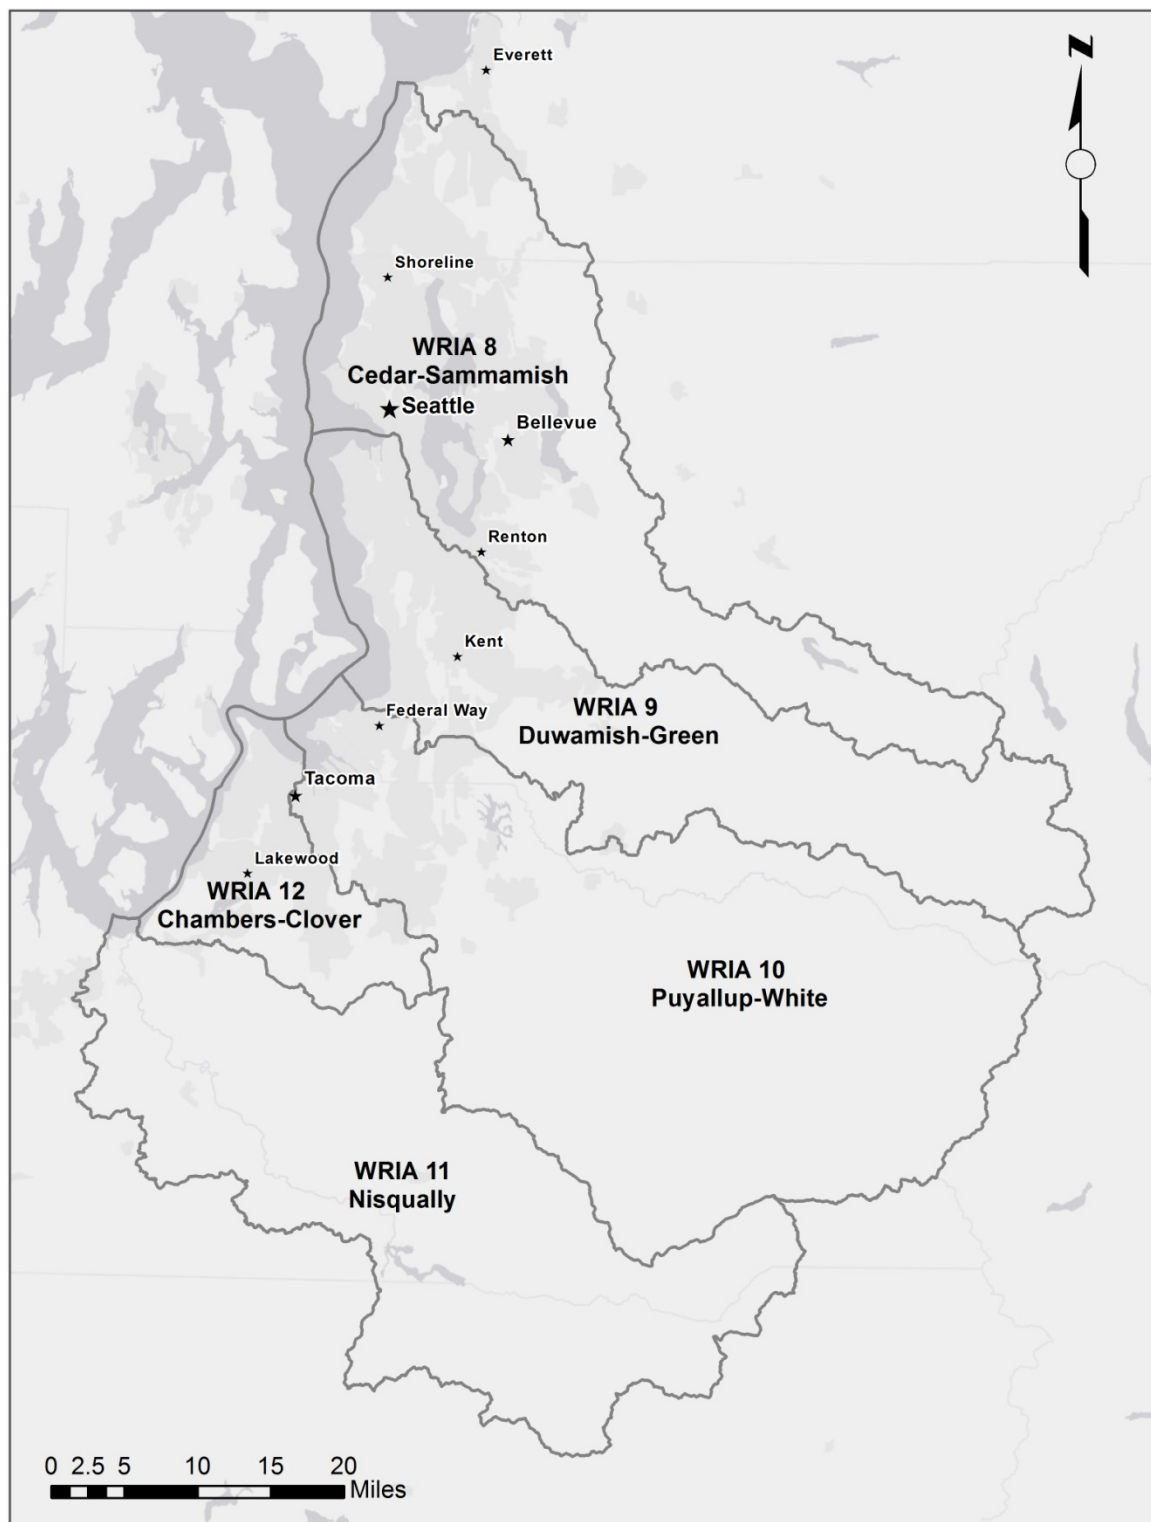 Everett
N
Shoreline
WRIA 8
Cedar-Sammamish
Seattle
Bellevue
Renton
Kent
WRIA 9
Duwamish-Green
Federal Way
Tacoma
Lakewood
WRIA 12
Chambers-Clover
WRIA 10
Puyallup-White
WRIA 11
Nisqually
0 2.5 5 10 15 20
Miles